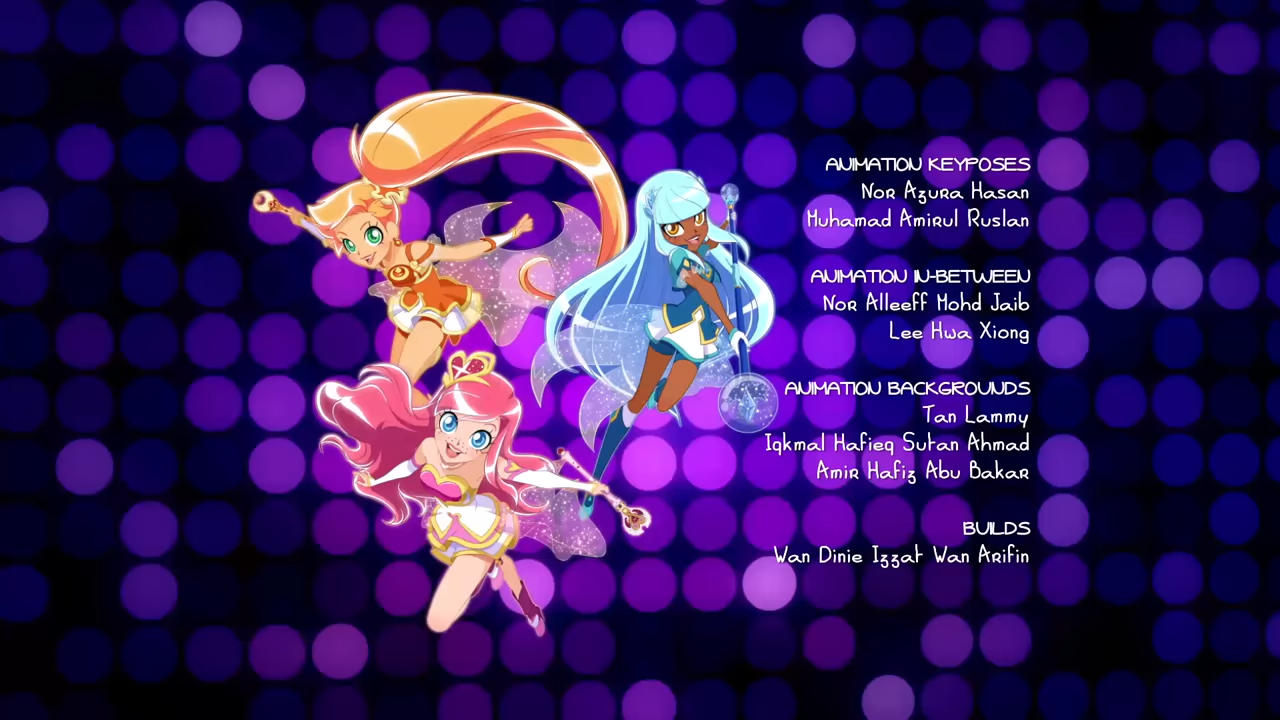 ANIMATION KEYPOSES
Nor Azura Hasan
Muhamad Amirul Ruslan
ANIMATION IN-BETWEEN
Nor Alleeff Mohd Jaib
Lee Hwa Xiong
ANIMATION BACKGROUNDS
Tan Lammy
Iqkmal Hafieq Sutan Ahmad
Amir Hafiz Abu Bakar
BUILDS
Wan Dinie Izzat Wan Arifin